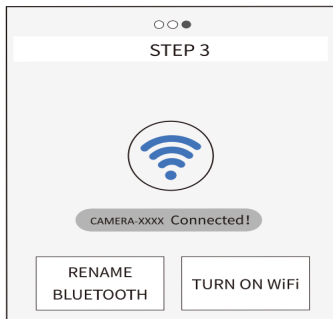 STEP 3
CAMERA-XXXX Connected!
RENAME
BLUETOOTH
TURN ON WiFi